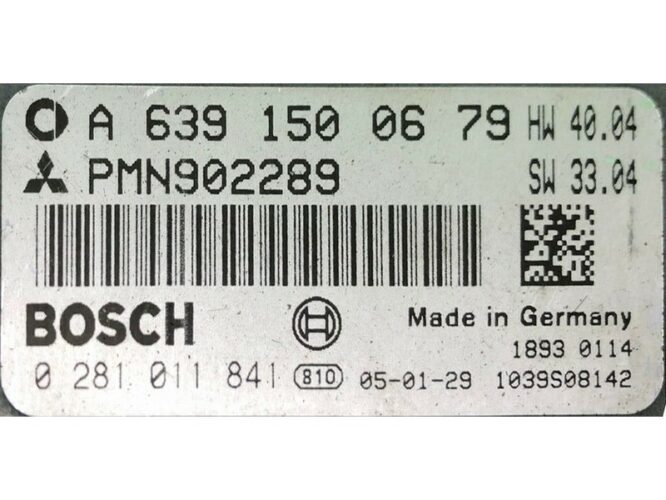 A 639 150 06 79 HW 40.04
PMN902289 SW 33.04
BOSCH Made in Germany
1893 0114
0 281 011 841 810 05-01-29 1039S08142